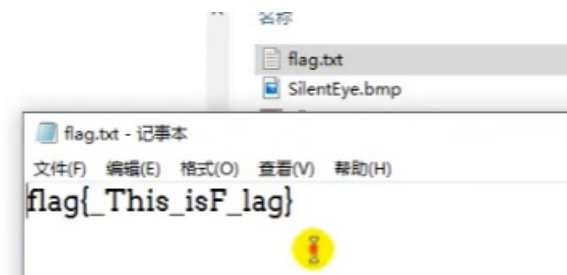 名称
flag.txt
SilentEye.bmp
flag.txt - 记事本
文件(F) 编辑(E) 格式(O) 查看(V) 帮助(H)
flag{_This_isF_lag}